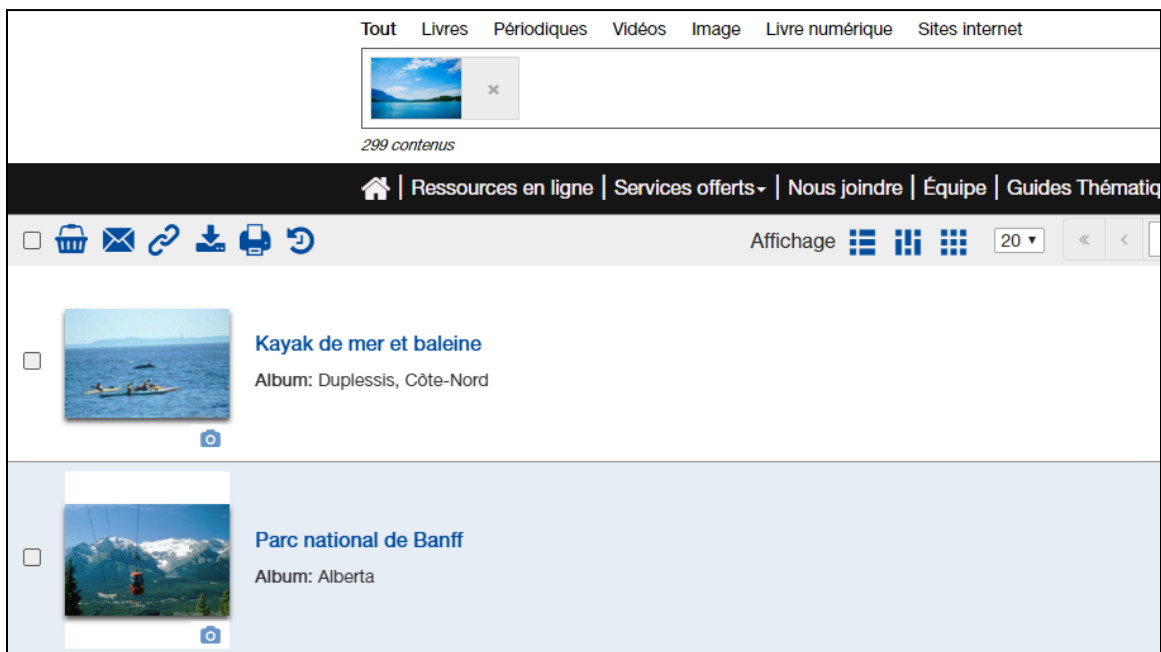 Tout Livres Périodiques Vidéos Image Livre numérique Sites internet
×
299 contenus
| Ressources en ligne | Services offerts | Nous joindre | Équipe | Guides Thématiq
Affichage 20 « <
Kayak de mer et baleine
Album: Duplessis, Côte-Nord
Parc national de Banff
Album: Alberta